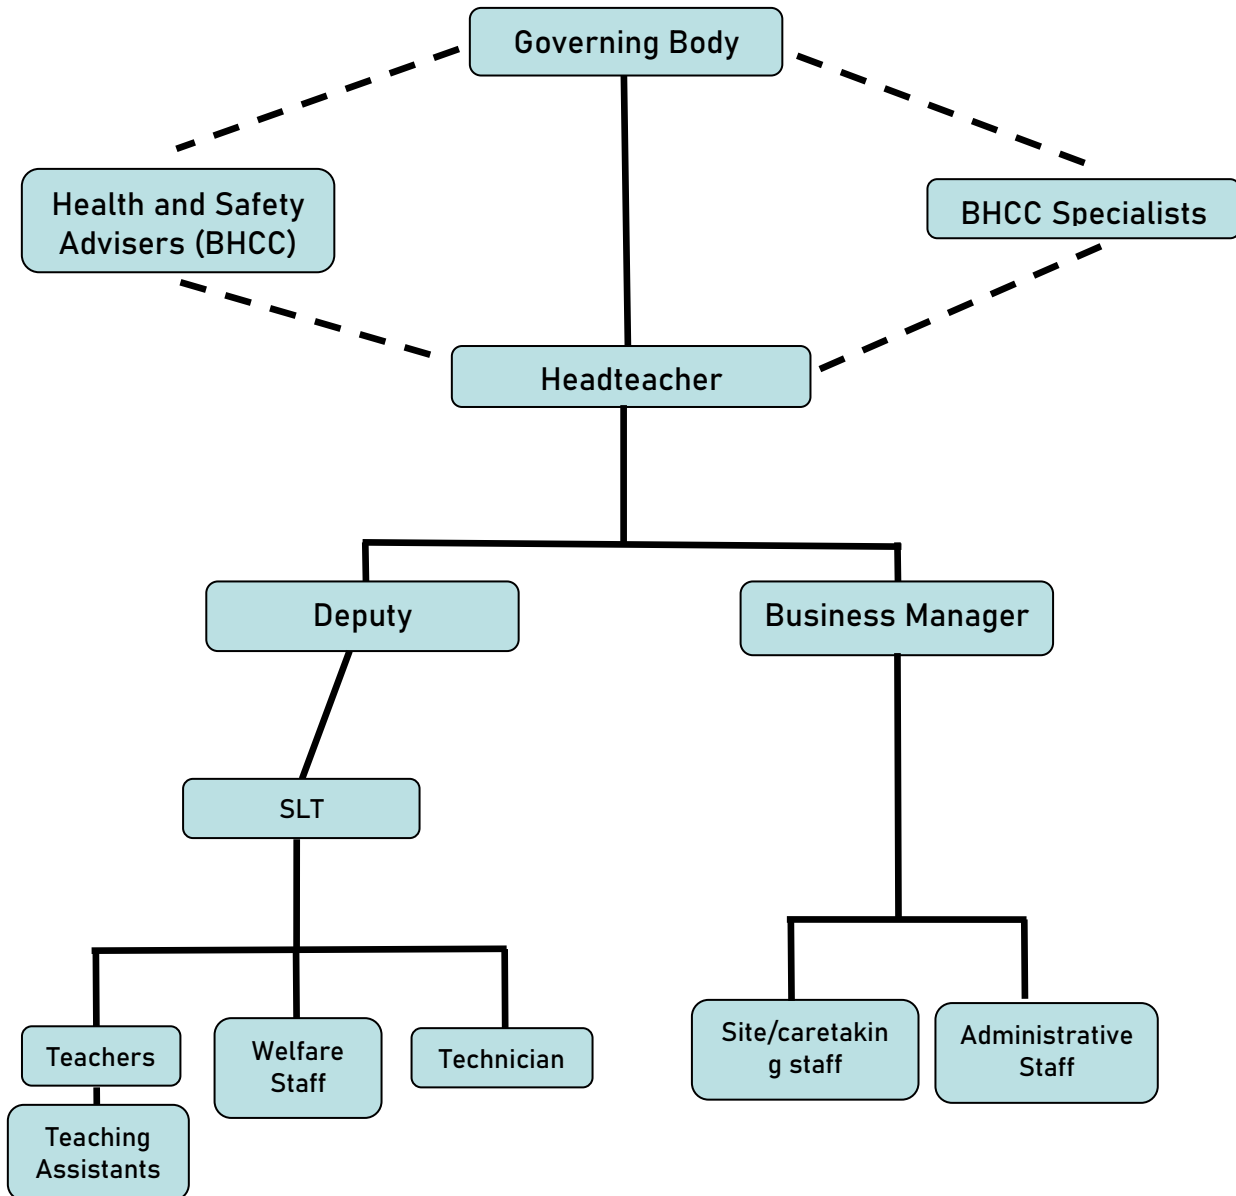 Governing Body
Health and Safety
Advisers (BHCC)
BHCC Specialists
Headteacher
Deputy
Business Manager
SLT
Teachers
Welfare
Staff
Technician
Site/caretakin
g staff
Administrative
Staff
Teaching
Assistants